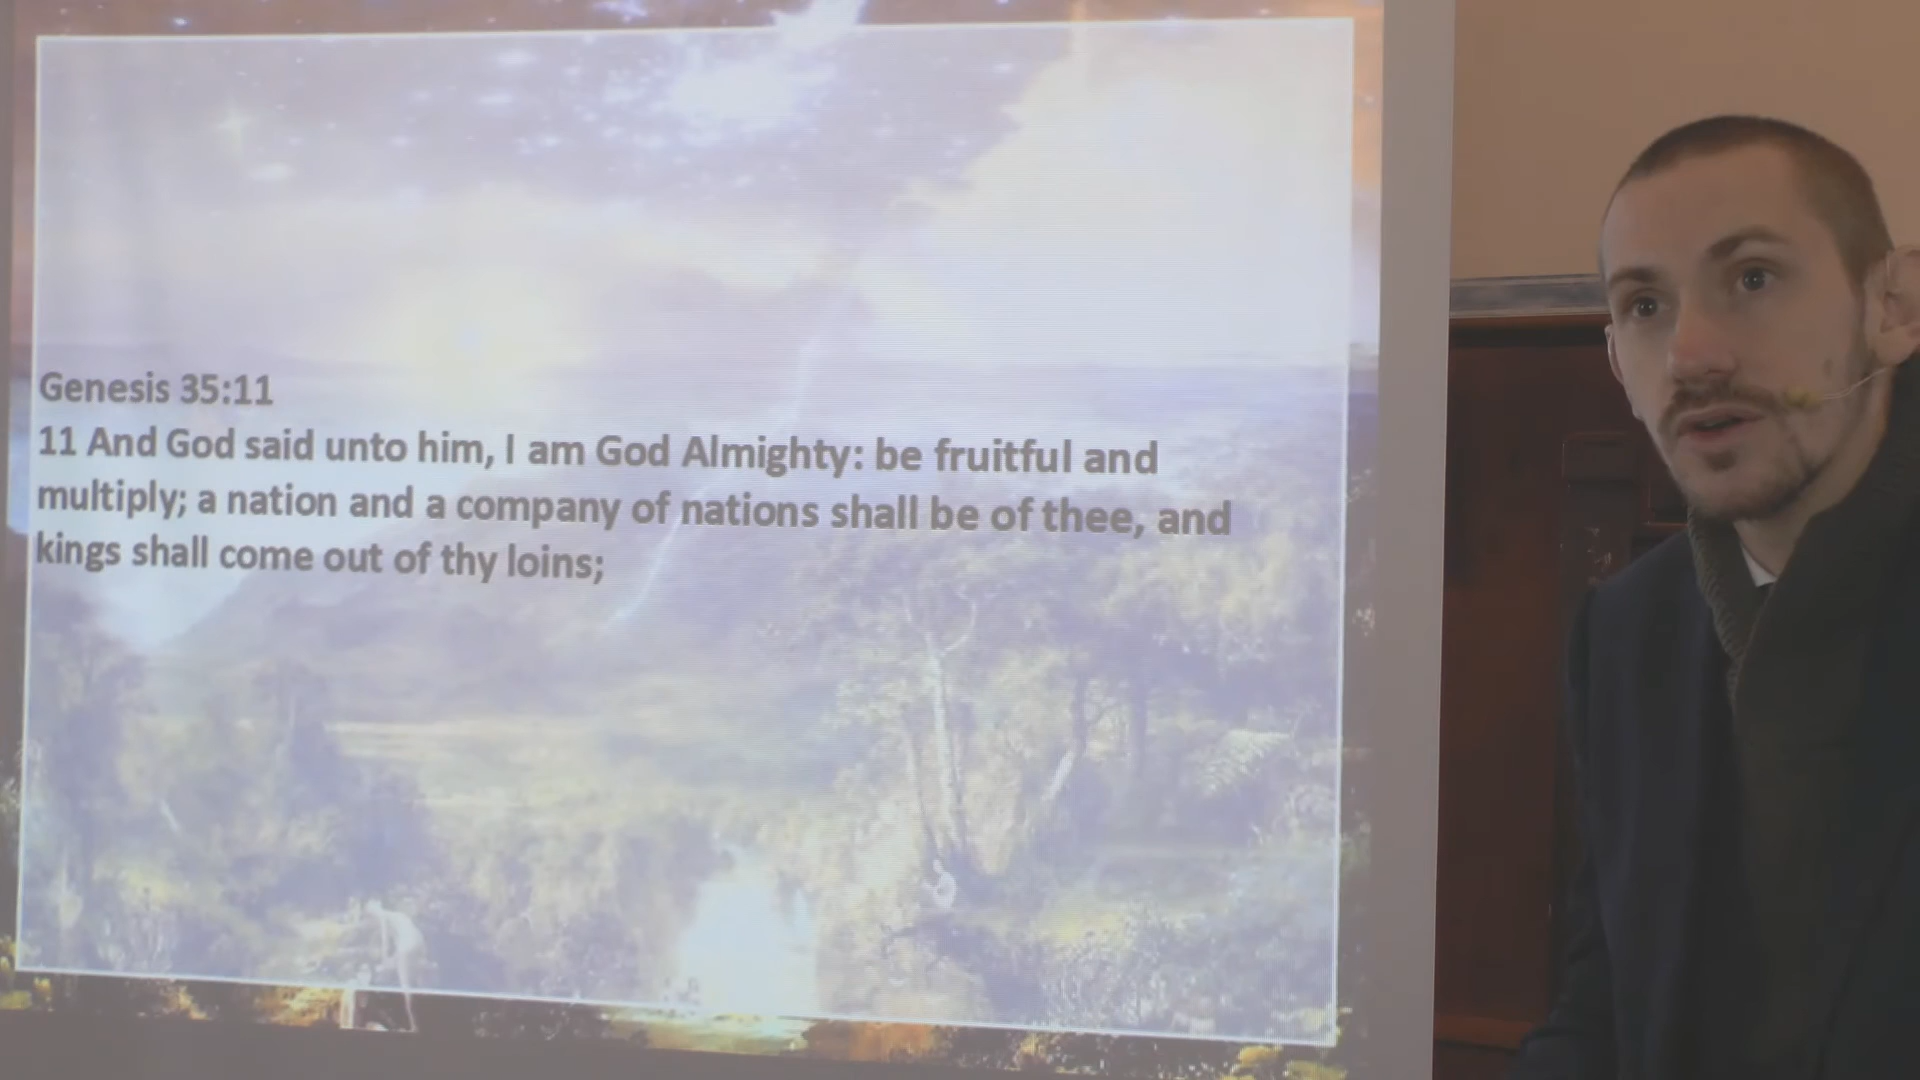 Genesis 35:11
11 And God said unto him, I am God Almighty: be fruitful and
multiply; a nation and a company of nations shall be of thee, and
kings shall come out of thy loins;